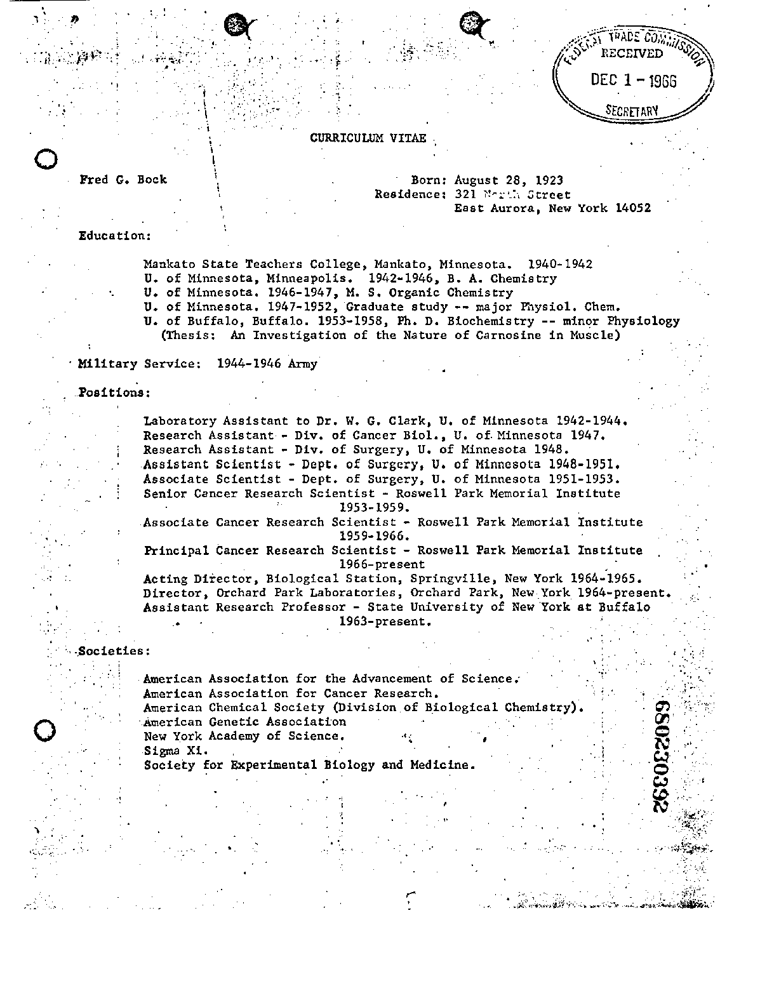 FEDERAL TRADE COMMISSION
RECEIVED
DEC 1 - 1966
SECRETARY
CURRICULUM VITAE
Fred G. Bock
Born: August 28, 1923
Residence: 321 Street
East Aurora, New York 14052
Education:
Mankato State Teachers College, Mankato, Minnesota. 1940-1942
U. of Minnesota, Minneapolis. 1942-1946, B. A. Chemistry
U. of Minnesota. 1946-1947, M. S. Organic Chemistry
U. of Minnesota. 1947-1952, Graduate study -- major Physiol. Chem.
U. of Buffalo, Buffalo. 1953-1958, Ph. D. Biochemistry -- minor Physiology
(Thesis: An Investigation of the Nature of Carnosine in Muscle)
Military Service: 1944-1946 Army
Positions:
Laboratory Assistant to Dr. W. G. Clark, U. of Minnesota 1942-1944.
Research Assistant - Div. of Cancer Biol., U. of Minnesota 1947.
Research Assistant - Div. of Surgery, U. of Minnesota 1948.
Assistant Scientist - Dept. of Surgery, U. of Minnesota 1948-1951.
Associate Scientist - Dept. of Surgery, U. of Minnesota 1951-1953.
Senior Cancer Research Scientist - Roswell Park Memorial Institute
1953-1959.
Associate Cancer Research Scientist - Roswell Park Memorial Institute
1959-1966.
Principal Cancer Research Scientist - Roswell Park Memorial Institute
1966-present
Acting Director, Biological Station, Springville, New York 1964-1965.
Director, Orchard Park Laboratories, Orchard Park, New York 1964-present.
Assistant Research Professor - State University of New York at Buffalo
1963-present.
Societies:
American Association for the Advancement of Science.
American Association for Cancer Research.
American Chemical Society (Division of Biological Chemistry).
American Genetic Association
New York Academy of Science.
Sigma Xi.
Society for Experimental Biology and Medicine.
680230392